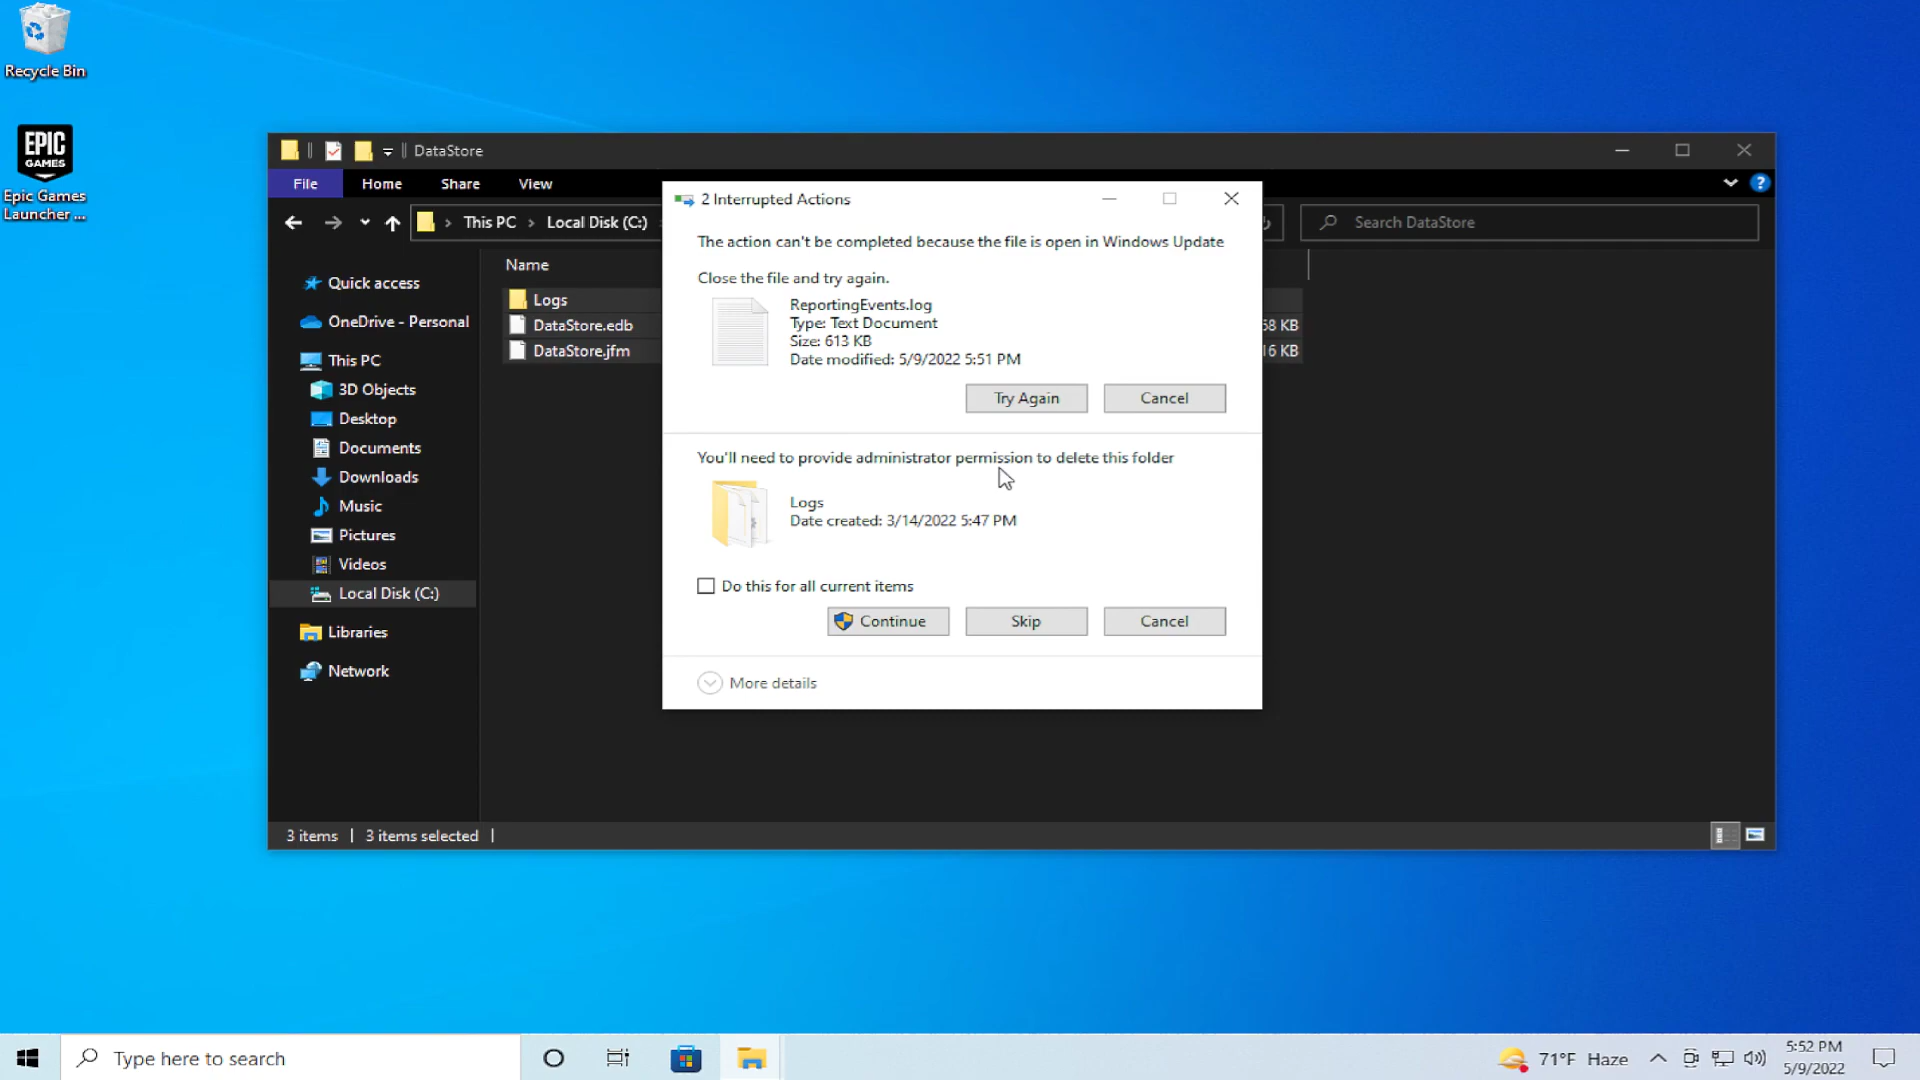 Recycle Bin
EPIC
GAMES
Epic Games
Launcher ...
DataStore
File
Home
Share
View
This PC
Local Disk (C:)
Search DataStore
Quick access
OneDrive - Personal
This PC
3D Objects
Desktop
Documents
Downloads
Music
Pictures
Videos
Local Disk (C:)
Libraries
Network
Name
Logs
DataStore.edb
68 KB
DataStore.jfm
16 KB
2 Interrupted Actions
The action can't be completed because the file is open in Windows Update
Close the file and try again.
ReportingEvents.log
Type: Text Document
Size: 613 KB
Date modified: 5/9/2022 5:51 PM
Try Again
Cancel
You'll need to provide administrator permission to delete this folder
Logs
Date created: 3/14/2022 5:47 PM
Do this for all current items
Continue
Skip
Cancel
More details
3 items
3 items selected
Type here to search
71°F Haze
5:52 PM
5/9/2022